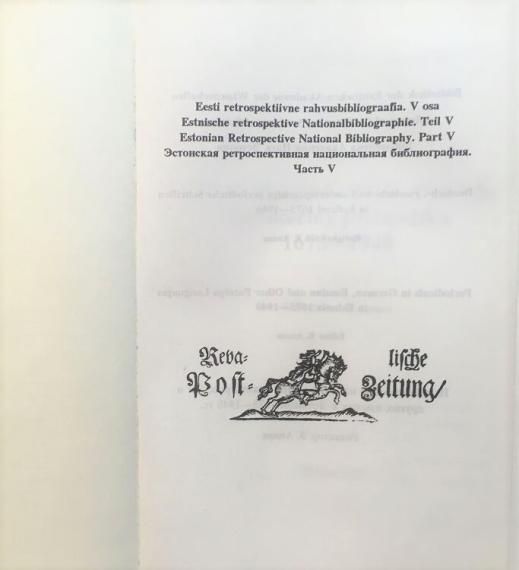 Eesti retrospektiivne rahvusbibliograafia. V osa
Estnische retrospektive Nationalbibliographie. Teil V
Estonian Retrospective National Bibliography. Part V
Эстонская ретроспективная национальная библиография.
Часть V
Reva- lische
Post- Zeitung/